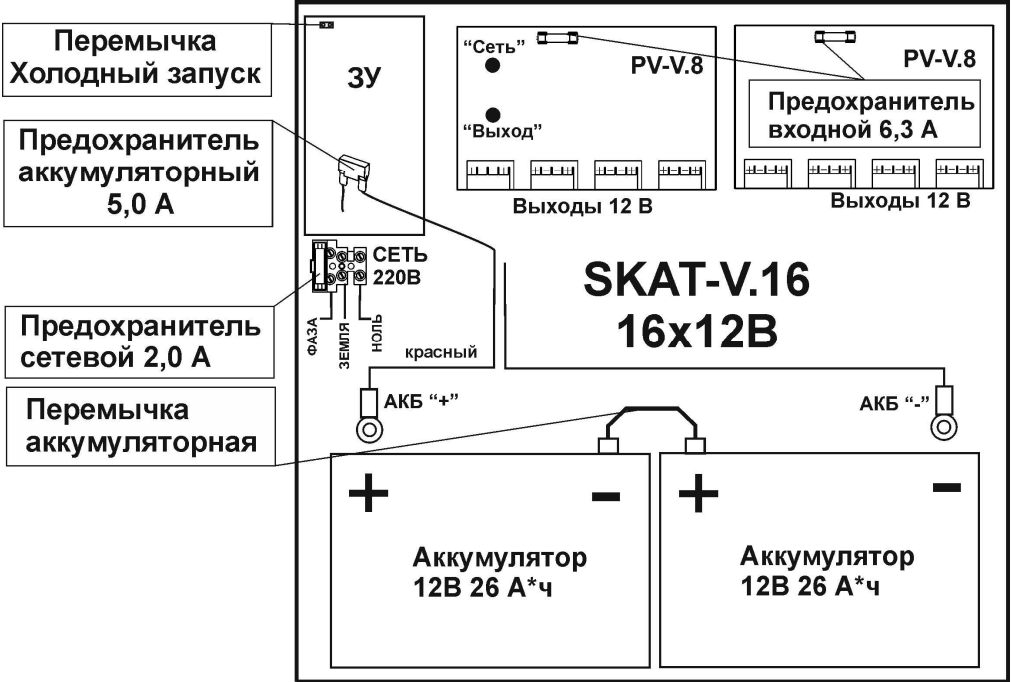 Перемычка
Холодный запуск
Предохранитель
аккумуляторный
5,0 А
Предохранитель
сетевой 2,0 А
Перемычка
аккумуляторная
ЗУ
“Сеть”
“Выход”
PV-V.8
Выходы 12 В
PV-V.8
Предохранитель
входной 6,3 А
Выходы 12 В
СЕТЬ
220В
ФАЗА
ЗЕМЛЯ
НОЛЬ
SKAT-V.16
16x12В
красный
АКБ “+”
АКБ “-”
+ -
Аккумулятор
12В 26 А*ч
+ -
Аккумулятор
12В 26 А*ч